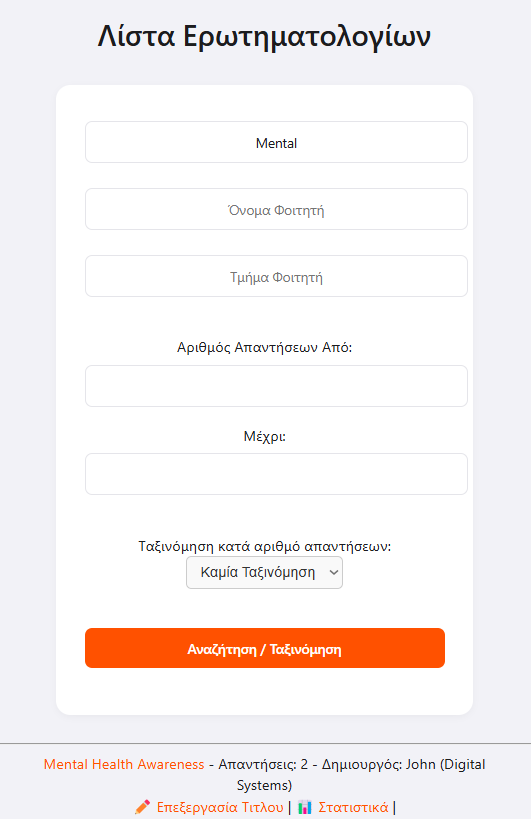 Λίστα Ερωτηματολογίων
Mental
Όνομα Φοιτητή
Τμήμα Φοιτητή
Αριθμός Απαντήσεων Από:
Μέχρι:
Ταξινόμηση κατά αριθμό απαντήσεων:
Καμία Ταξινόμηση
Αναζήτηση / Ταξινόμηση
Mental Health Awareness - Απαντήσεις: 2 - Δημιουργός: John (Digital
Systems)
Επεξεργασία Τιτλου | Στατιστικά |